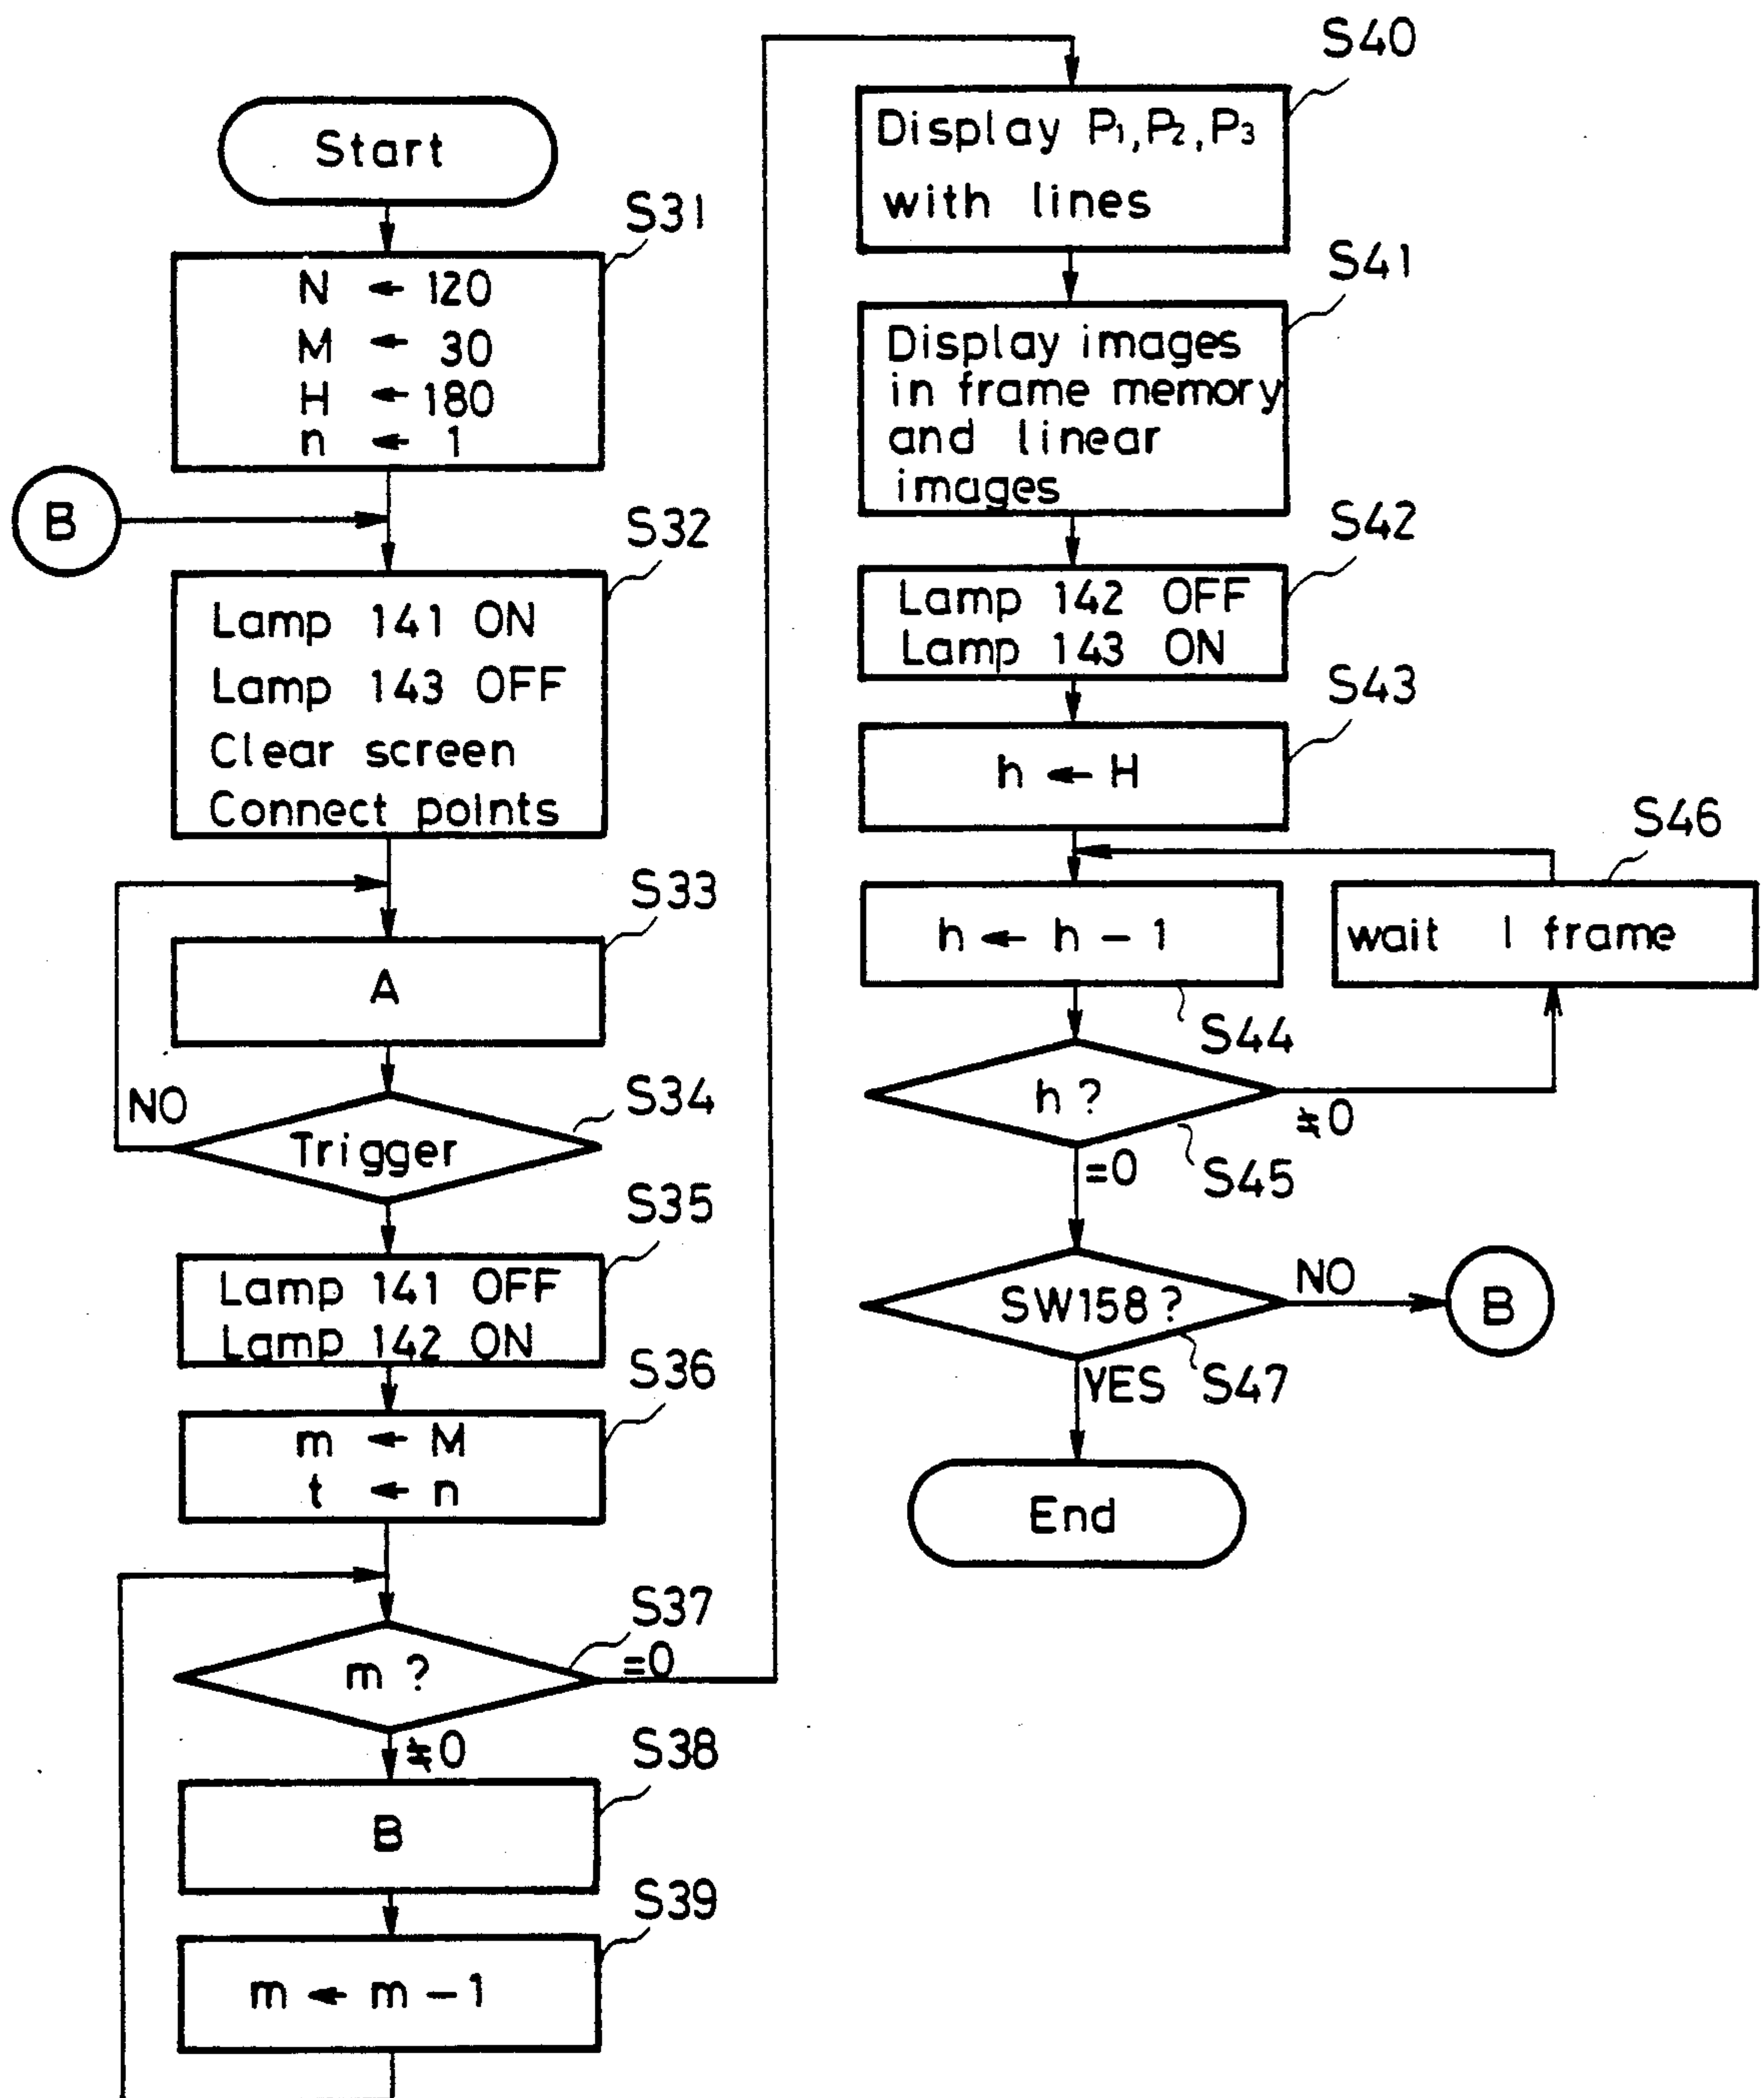 Start
S31
N ← 120
M ← 30
H ← 180
n ← 1
B
S32
Lamp 141 ON
Lamp 143 OFF
Clear screen
Connect points
S33
A
NO
S34
Trigger
S35
Lamp 141 OFF
Lamp 142 ON
S36
m ← M
t ← n
S37
m ?
=0
≠0
S38
B
S39
m ← m - 1
S40
Display P₁,P₂,P₃
with lines
S41
Display images
in frame memory
and linear
images
S42
Lamp 142 OFF
Lamp 143 ON
S43
h ← H
S46
h ← h - 1
wait 1 frame
S44
h ?
≠0
=0
S45
SW158 ?
NO
B
YES
S47
End